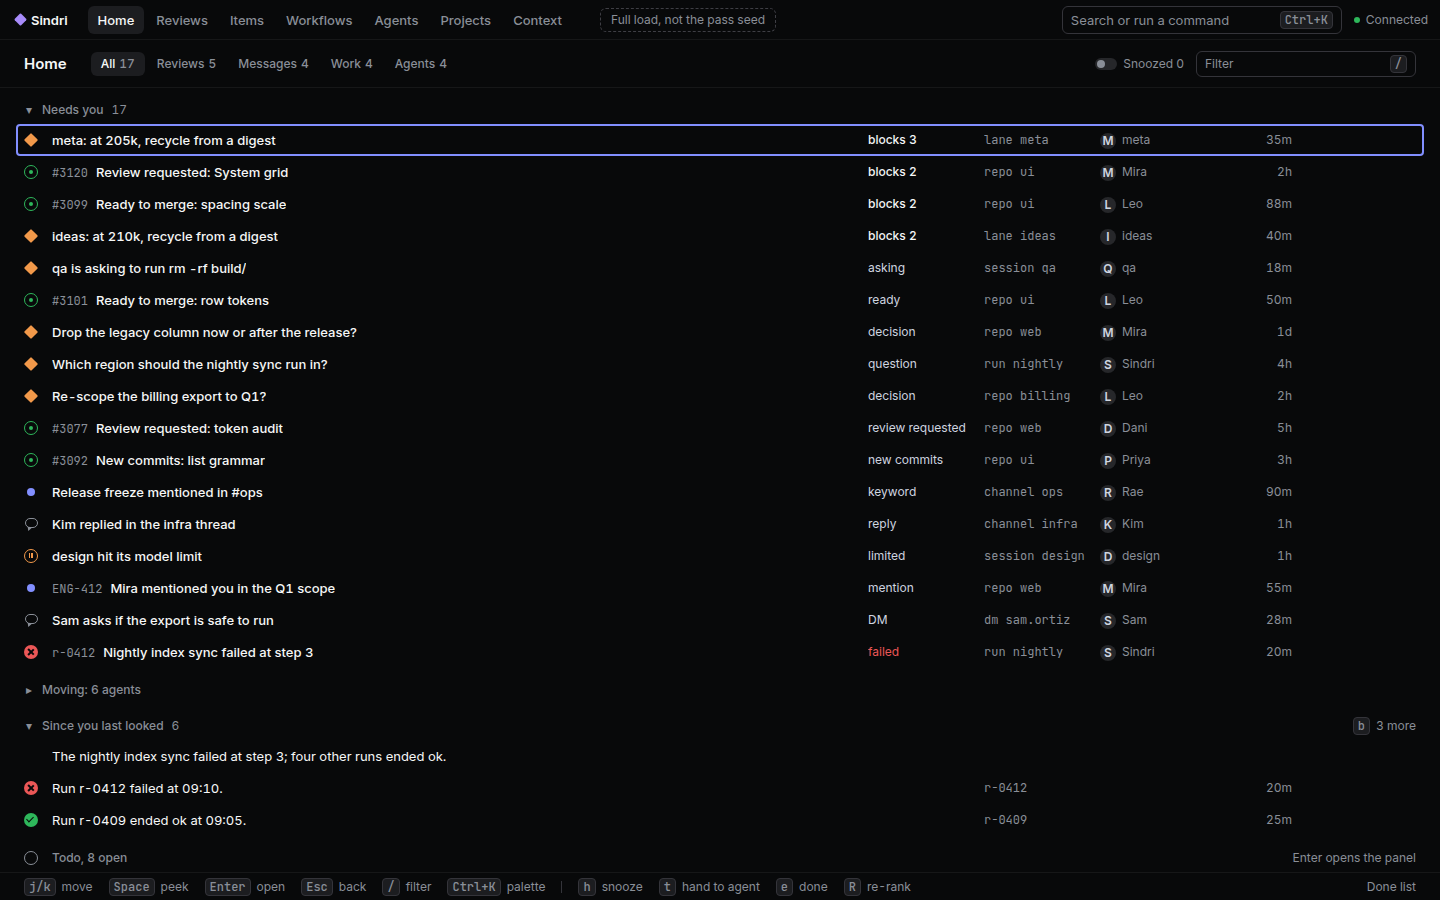 Sindri Home Reviews Items Workflows Agents Projects Context Full load, not the pass seed Search or run a command Ctrl+K Connected
Home All 17 Reviews 5 Messages 4 Work 4 Agents 4 Snoozed 0 Filter /
Needs you 17
meta: at 205k, recycle from a digest blocks 3 lane meta M meta 35m
#3120 Review requested: System grid blocks 2 repo ui M Mira 2h
#3099 Ready to merge: spacing scale blocks 2 repo ui L Leo 88m
ideas: at 210k, recycle from a digest blocks 2 lane ideas I ideas 40m
qa is asking to run rm -rf build/ asking session qa Q qa 18m
#3101 Ready to merge: row tokens ready repo ui L Leo 50m
Drop the legacy column now or after the release? decision repo web M Mira 1d
Which region should the nightly sync run in? question run nightly S Sindri 4h
Re-scope the billing export to Q1? decision repo billing L Leo 2h
#3077 Review requested: token audit review requested repo web D Dani 5h
#3092 New commits: list grammar new commits repo ui P Priya 3h
Release freeze mentioned in #ops keyword channel ops R Rae 90m
Kim replied in the infra thread reply channel infra K Kim 1h
design hit its model limit limited session design D design 1h
ENG-412 Mira mentioned you in the Q1 scope mention repo web M Mira 55m
Sam asks if the export is safe to run DM dm sam.ortiz S Sam 28m
r-0412 Nightly index sync failed at step 3 failed run nightly S Sindri 20m
Moving: 6 agents
Since you last looked 6 b 3 more
The nightly index sync failed at step 3; four other runs ended ok.
Run r-0412 failed at 09:10. r-0412 20m
Run r-0409 ended ok at 09:05. r-0409 25m
Todo, 8 open Enter opens the panel
j/k move Space peek Enter open Esc back / filter Ctrl+K palette h snooze t hand to agent e done R re-rank Done list